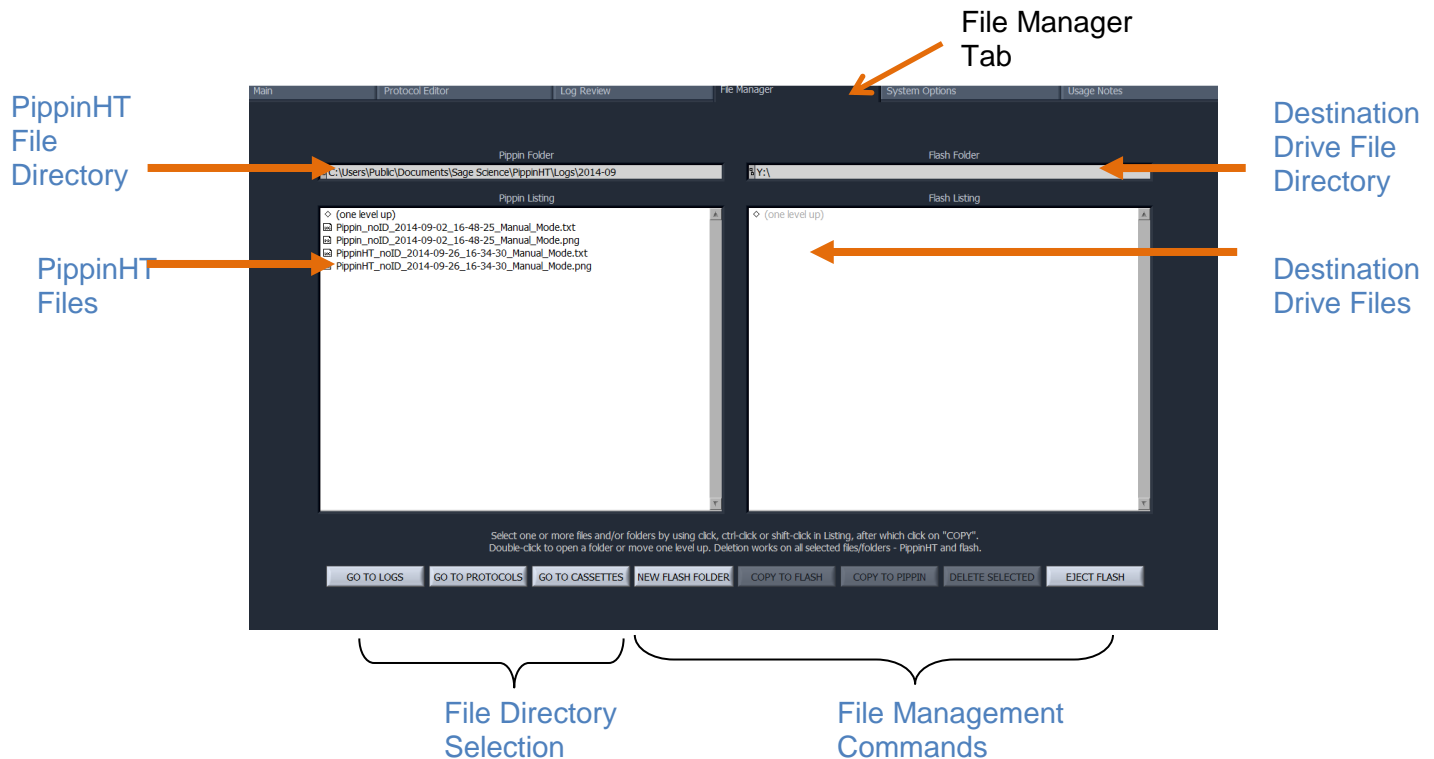 File Manager
Tab
Main
Protocol Editor
Log Review
File Manager
System Options
Usage Notes
PippinHT
File
Directory
Destination
Drive File
Directory
Pippin Folder
Flash Folder
C:\Users\Public\Documents\Sage Science\PippinHT\Logs\2014-09
Y:\
Pippin Listing
Flash Listing
(one level up)
Pippin_noID_2014-09-02_16-48-25_Manual_Mode.txt
Pippin_noID_2014-09-02_16-48-25_Manual_Mode.png
PippinHT_noID_2014-09-26_16-34-30_Manual_Mode.txt
PippinHT_noID_2014-09-26_16-34-30_Manual_Mode.png
(one level up)
PippinHT
Files
Destination
Drive Files
Select one or more files and/or folders by using click, ctrl-click or shift-click in Listing, after which click on "COPY".
Double-click to open a folder or move one level up. Deletion works on all selected files/folders - PippinHT and flash.
GO TO LOGS
GO TO PROTOCOLS
GO TO CASSETTES
NEW FLASH FOLDER
COPY TO FLASH
COPY TO PIPPIN
DELETE SELECTED
EJECT FLASH
File Directory
Selection
File Management
Commands